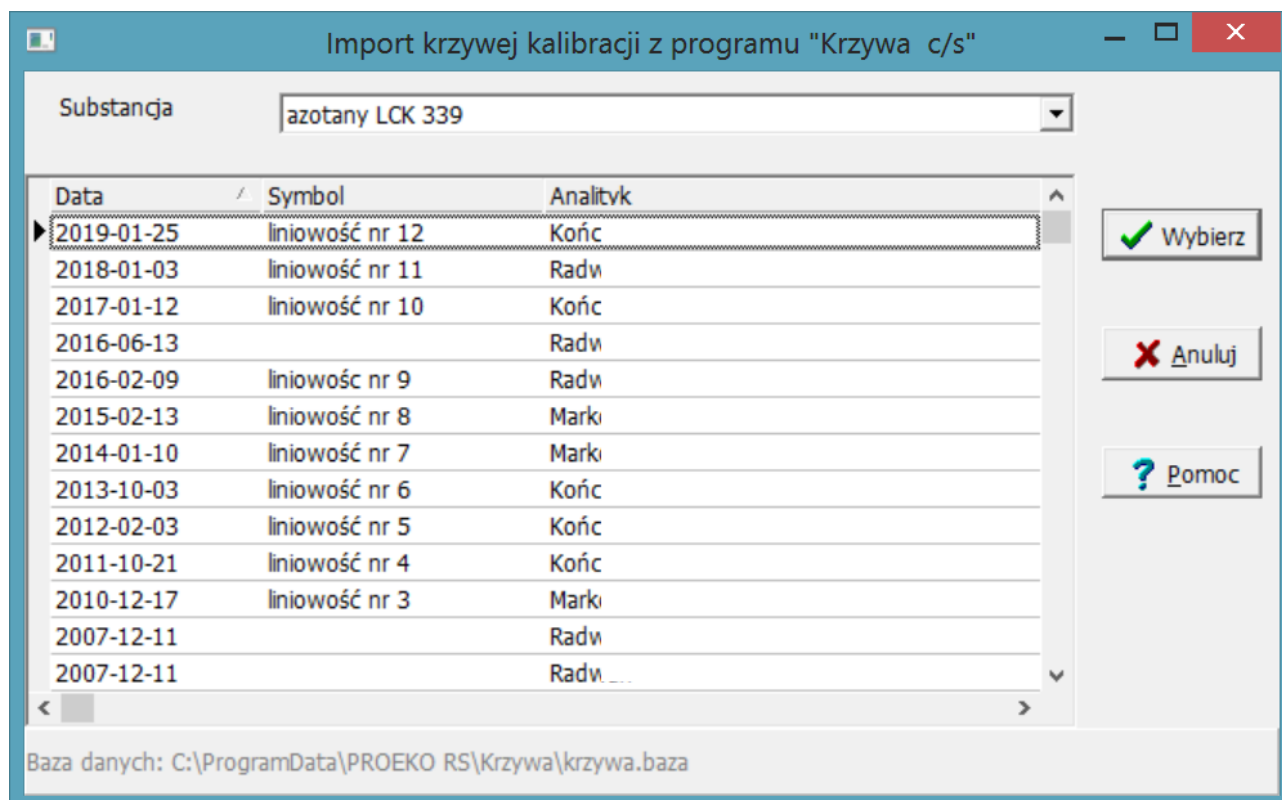 Import krzywej kalibracji z programu "Krzywa c/s"
Substancja azotany LCK 339
Data Symbol Analityk
2019-01-25 liniowość nr 12 Końc
2018-01-03 liniowość nr 11 Radw
2017-01-12 liniowość nr 10 Końc
2016-06-13 Radw
2016-02-09 liniowośc nr 9 Radw
2015-02-13 liniowość nr 8 Mark
2014-01-10 liniowość nr 7 Mark
2013-10-03 liniowość nr 6 Końc
2012-02-03 liniowość nr 5 Końc
2011-10-21 liniowość nr 4 Końc
2010-12-17 liniowość nr 3 Mark
2007-12-11 Radw
2007-12-11 Radw
Wybierz
Anuluj
Pomoc
Baza danych: C:\ProgramData\PROEKO RS\Krzywa\krzywa.baza